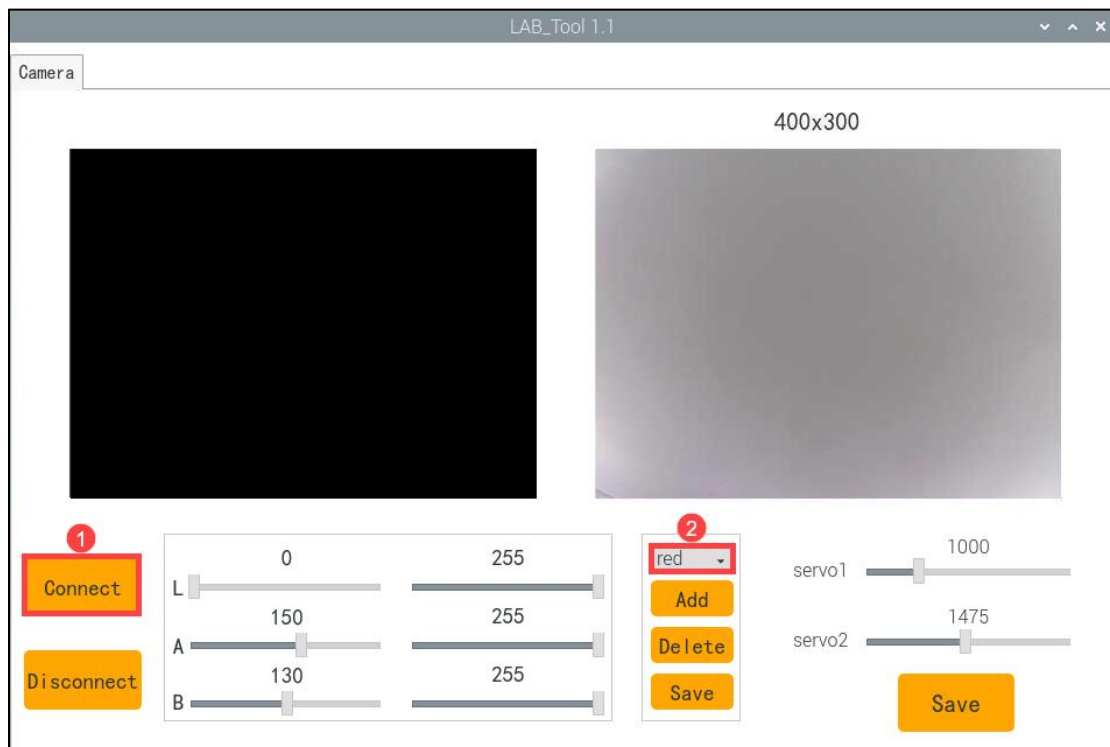 LAB_Tool 1.1
Camera
400x300
1
2
Connect
Disconnect
0 255
L
150 255
A
130 255
B
red
Add
Delete
Save
1000
servo1
1475
servo2
Save